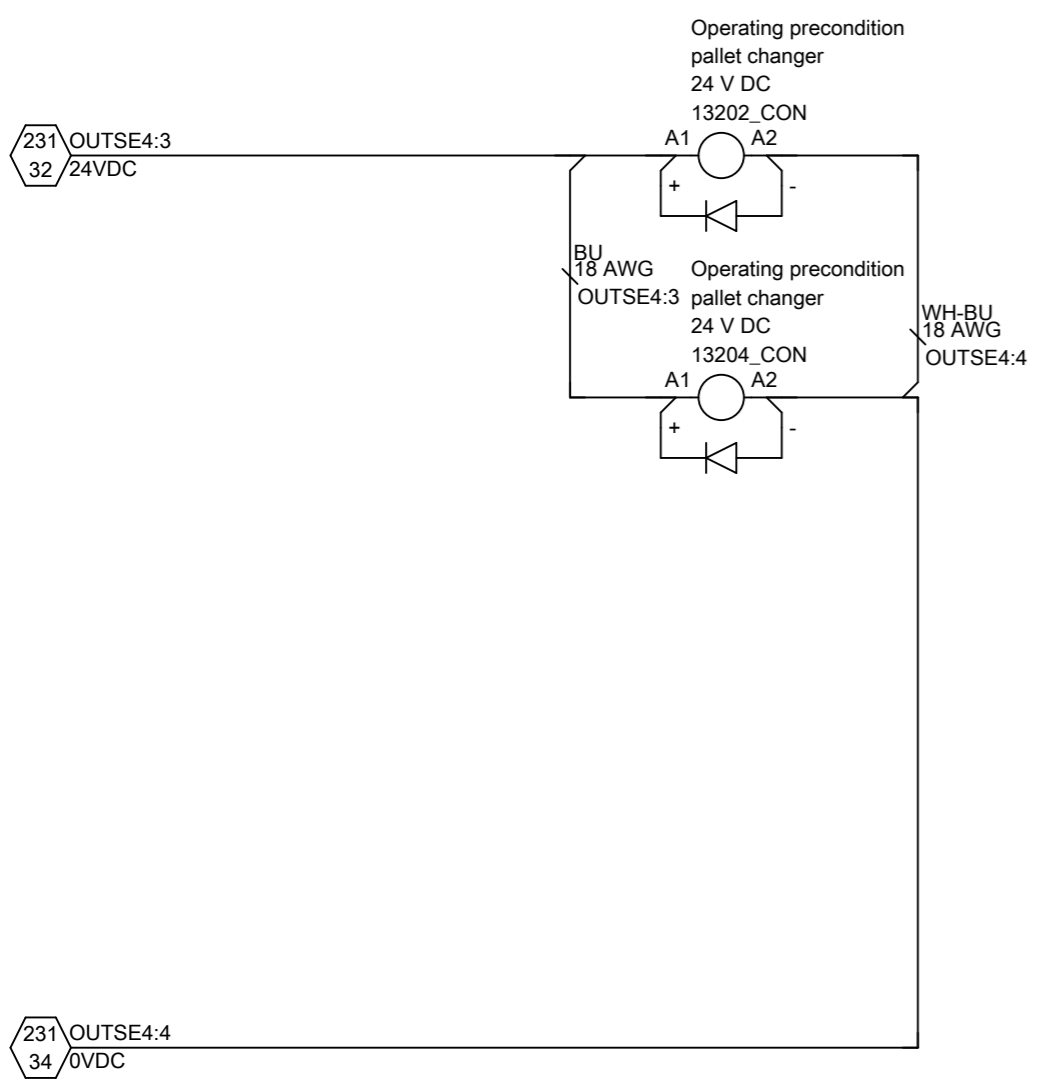 Operating precondition
pallet changer
24 V DC
13202_CON
231 OUTSE4:3
32 24VDC
A1 A2
+ -
BU
18 AWG
OUTSE4:3
Operating precondition
pallet changer
24 V DC
13204_CON
A1 A2
+ -
WH-BU
18 AWG
OUTSE4:4
231 OUTSE4:4
34 0VDC